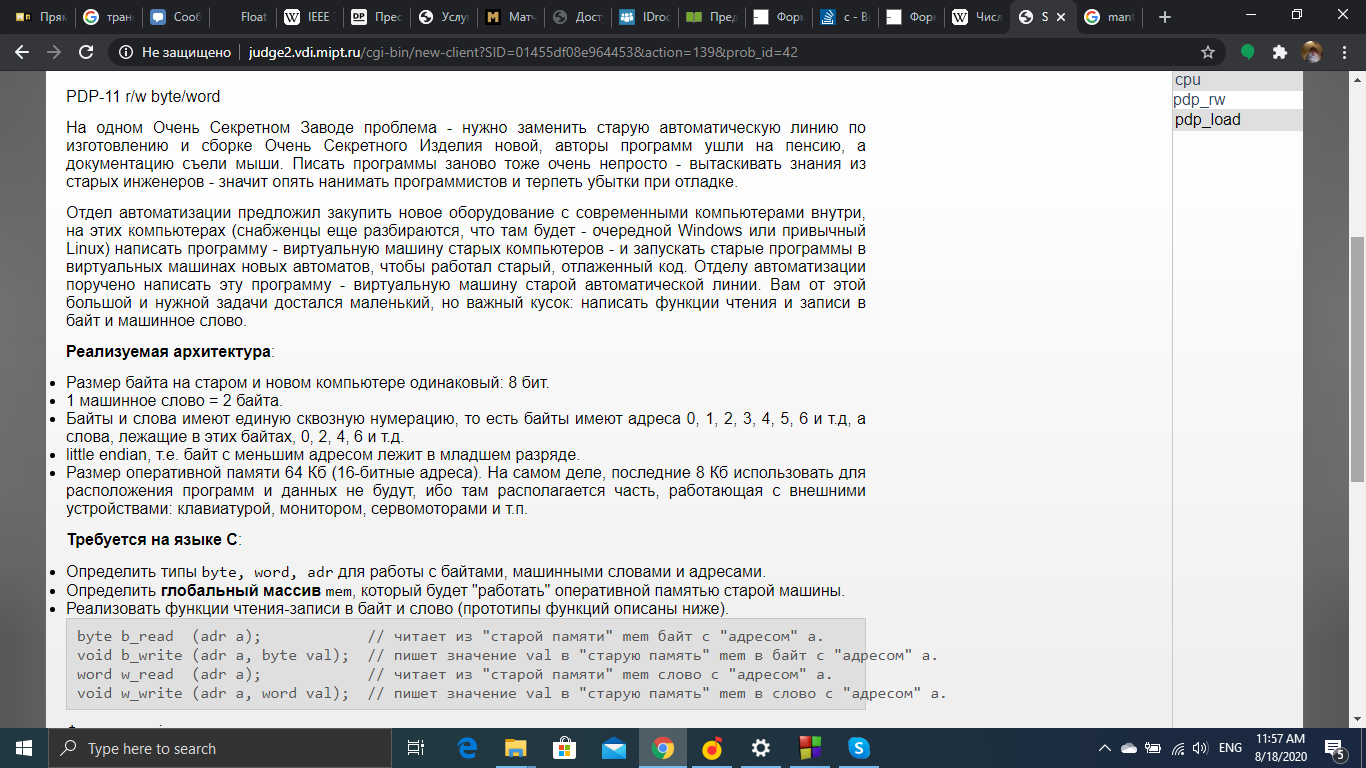 Прям
транс
Сооб
Float
IEEE
Прес
Услуг
Матч
Дост
IDroc
Пред
Форм
c - Bi
Форм
Числ
S
mant
Не защищено | judge2.vdi.mipt.ru/cgi-bin/new-client?SID=01455df08e964453&action=139&prob_id=42
cpu
pdp_rw
pdp_load
PDP-11 r/w byte/word
На одном Очень Секретном Заводе проблема - нужно заменить старую автоматическую линию по
изготовлению и сборке Очень Секретного Изделия новой, авторы программ ушли на пенсию, а
документацию съели мыши. Писать программы заново тоже очень непросто - вытаскивать знания из
старых инженеров - значит опять нанимать программистов и терпеть убытки при отладке.
Отдел автоматизации предложил закупить новое оборудование с современными компьютерами внутри,
на этих компьютерах (снабженцы еще разбираются, что там будет - очередной Windows или привычный
Linux) написать программу - виртуальную машину старых компьютеров - и запускать старые программы в
виртуальных машинах новых автоматов, чтобы работал старый, отлаженный код. Отделу автоматизации
поручено написать эту программу - виртуальную машину старой автоматической линии. Вам от этой
большой и нужной задачи достался маленький, но важный кусок: написать функции чтения и записи в
байт и машинное слово.
Реализуемая архитектура:
• Размер байта на старом и новом компьютере одинаковый: 8 бит.
• 1 машинное слово = 2 байта.
• Байты и слова имеют единую сквозную нумерацию, то есть байты имеют адреса 0, 1, 2, 3, 4, 5, 6 и т.д, а
слова, лежащие в этих байтах, 0, 2, 4, 6 и т.д.
• little endian, т.е. байт с меньшим адресом лежит в младшем разряде.
• Размер оперативной памяти 64 Кб (16-битные адреса). На самом деле, последние 8 Кб использовать для
расположения программ и данных не будут, ибо там располагается часть, работающая с внешними
устройствами: клавиатурой, монитором, сервомоторами и т.п.
Требуется на языке С:
• Определить типы byte, word, adr для работы с байтами, машинными словами и адресами.
• Определить глобальный массив mem, который будет "работать" оперативной памятью старой машины.
• Реализовать функции чтения-записи в байт и слово (прототипы функций описаны ниже).
byte b_read (adr a); // читает из "старой памяти" mem байт с "адресом" a.
void b_write (adr a, byte val); // пишет значение val в "старую память" mem в байт с "адресом" a.
word w_read (adr a); // читает из "старой памяти" mem слово с "адресом" a.
void w_write (adr a, word val); // пишет значение val в "старую память" mem в слово с "адресом" a.
Type here to search
ENG
11:57 AM
8/18/2020
5